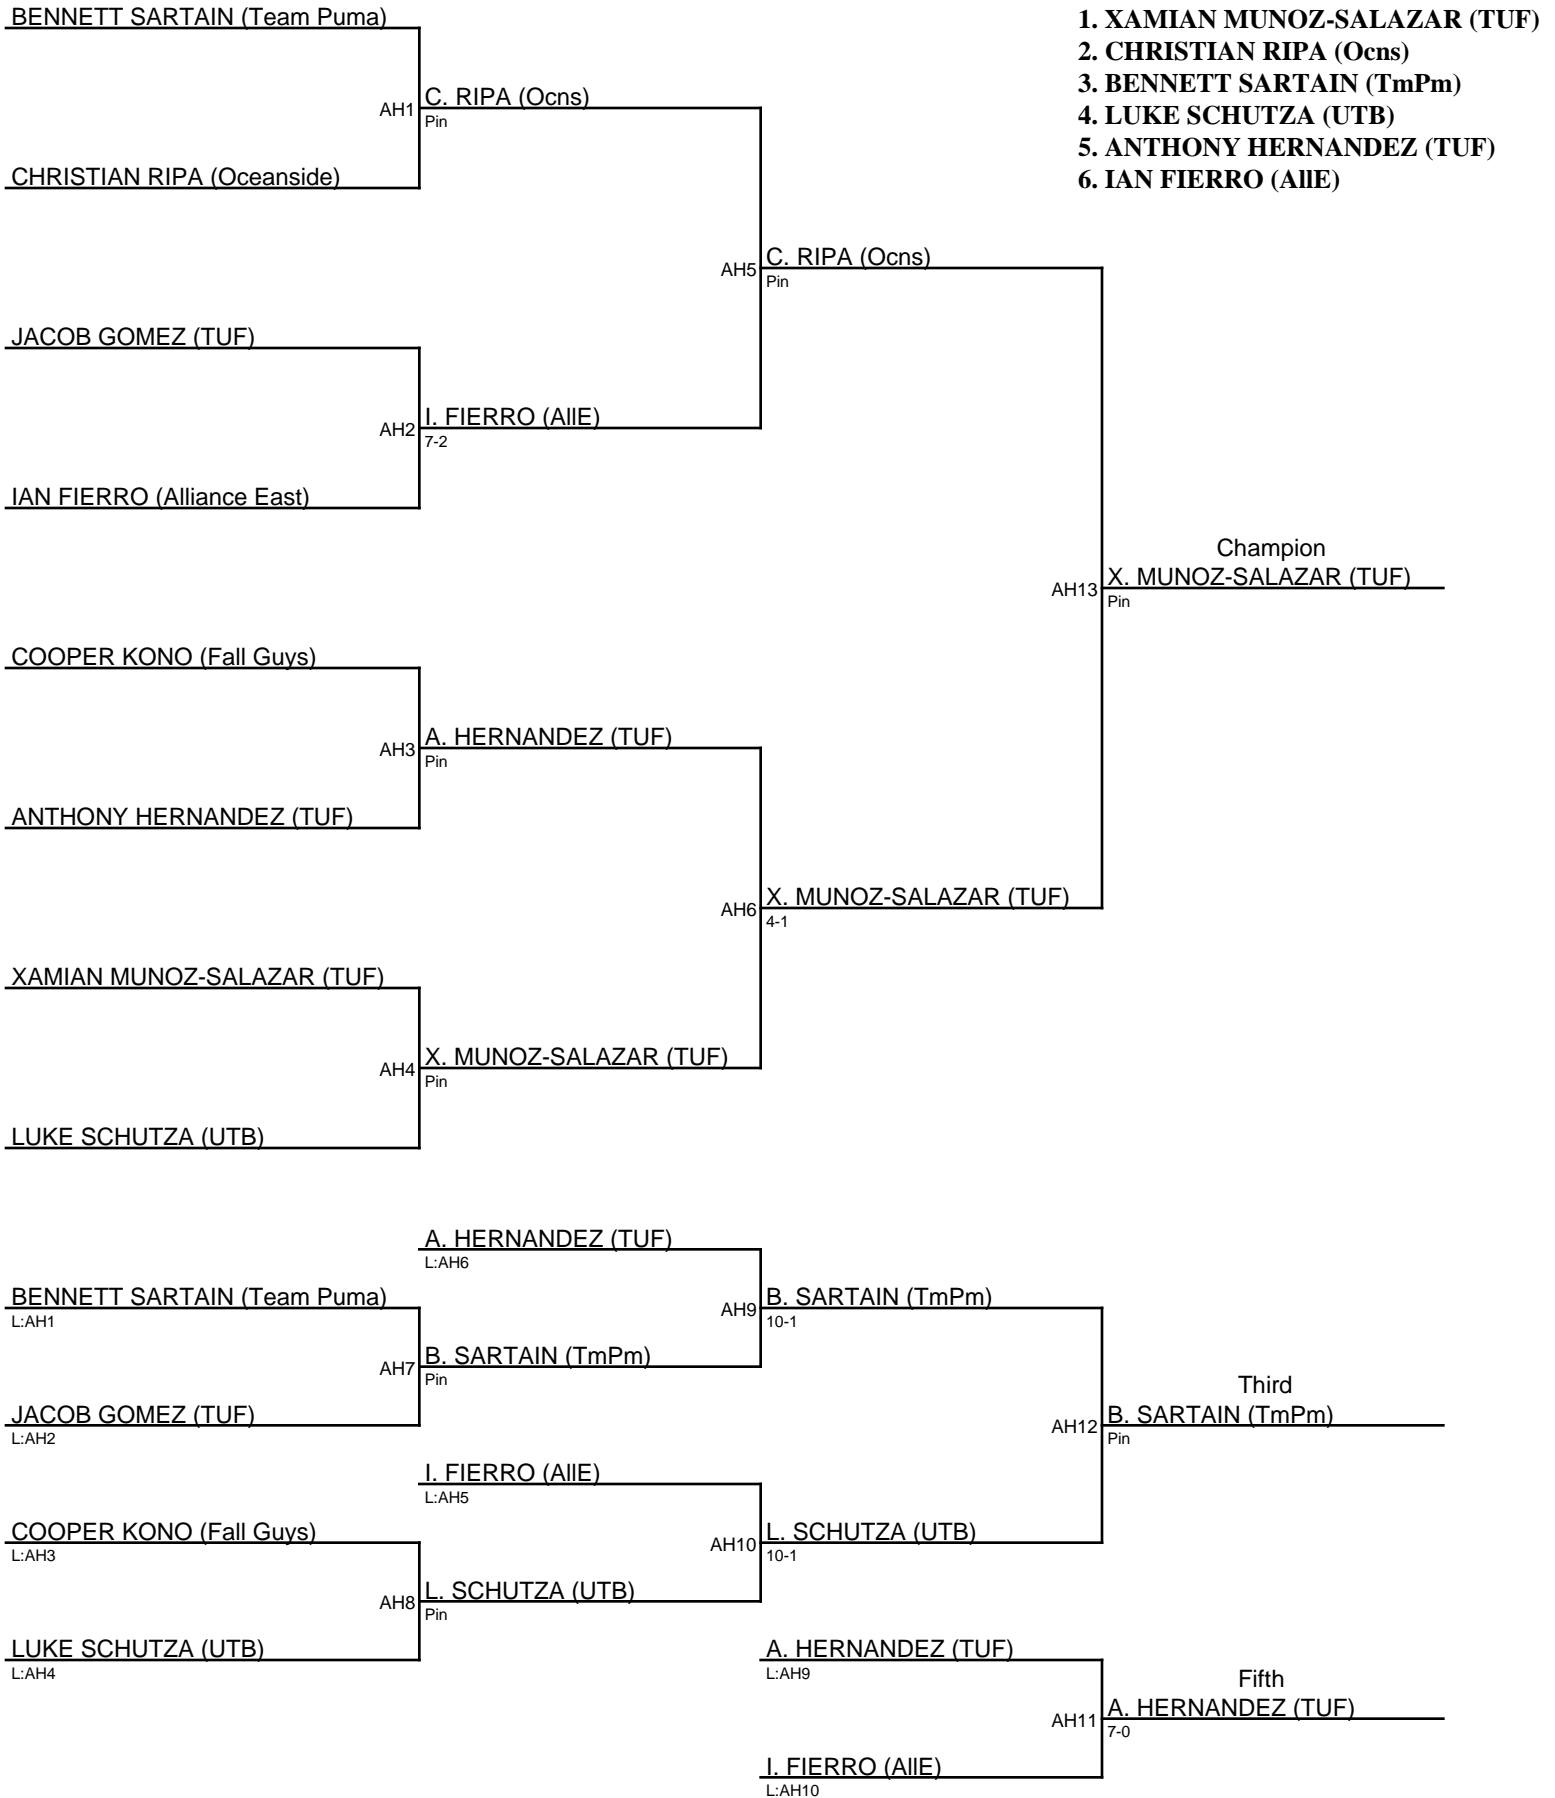 BENNETT SARTAIN (Team Puma)
1. XAMIAN MUNOZ-SALAZAR (TUF)
2. CHRISTIAN RIPA (Ocns)
3. BENNETT SARTAIN (TmPm)
4. LUKE SCHUTZA (UTB)
5. ANTHONY HERNANDEZ (TUF)
6. IAN FIERRO (AllE)
AH1
C. RIPA (Ocns)
Pin
CHRISTIAN RIPA (Oceanside)
AH5
C. RIPA (Ocns)
Pin
JACOB GOMEZ (TUF)
AH2
I. FIERRO (AllE)
7-2
IAN FIERRO (Alliance East)
Champion
AH13
X. MUNOZ-SALAZAR (TUF)
Pin
COOPER KONO (Fall Guys)
AH3
A. HERNANDEZ (TUF)
Pin
ANTHONY HERNANDEZ (TUF)
AH6
X. MUNOZ-SALAZAR (TUF)
4-1
XAMIAN MUNOZ-SALAZAR (TUF)
AH4
X. MUNOZ-SALAZAR (TUF)
Pin
LUKE SCHUTZA (UTB)
A. HERNANDEZ (TUF)
L:AH6
BENNETT SARTAIN (Team Puma)
L:AH1
AH9
B. SARTAIN (TmPm)
10-1
AH7
B. SARTAIN (TmPm)
Pin
JACOB GOMEZ (TUF)
L:AH2
Third
AH12
B. SARTAIN (TmPm)
Pin
I. FIERRO (AllE)
L:AH5
COOPER KONO (Fall Guys)
L:AH3
AH10
L. SCHUTZA (UTB)
10-1
AH8
L. SCHUTZA (UTB)
Pin
LUKE SCHUTZA (UTB)
L:AH4
A. HERNANDEZ (TUF)
L:AH9
Fifth
AH11
A. HERNANDEZ (TUF)
7-0
I. FIERRO (AllE)
L:AH10